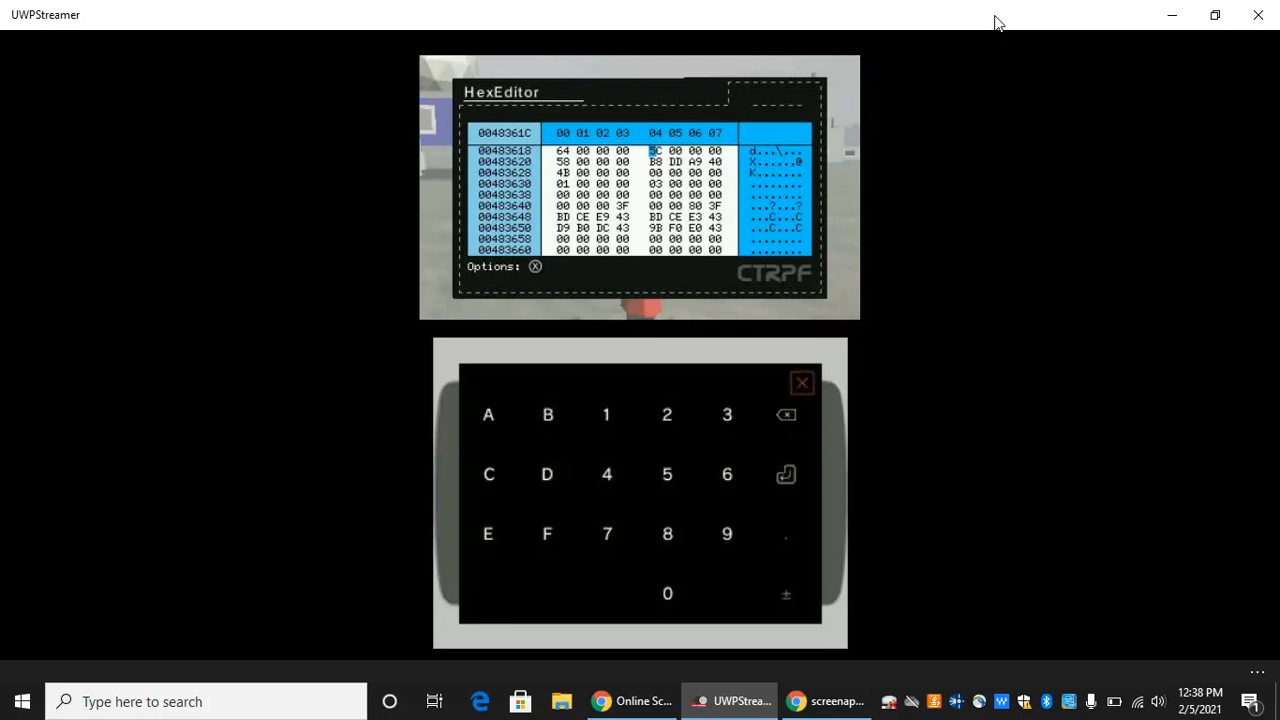 UWPStreamer
HexEditor
0048361C 00 01 02 03 04 05 06 07
00483618 64 00 00 00 5C 00 00 00 d...\...
00483620 58 00 00 00 B8 DD A9 40 X......@
00483628 4B 00 00 00 00 00 00 00 K.......
00483630 01 00 00 00 03 00 00 00 ........
00483638 00 00 00 00 00 00 00 00 ........
00483640 00 00 00 3F 00 00 80 3F ...?...?
00483648 BD CE E9 43 BD CE E3 43 ...C...C
00483650 D9 B0 DC 43 9B F0 E0 43 ...C...C
00483658 00 00 00 00 00 00 00 00 ........
00483660 00 00 00 00 00 00 00 00 ........
Options: Ⓧ
CTRPF
A B 1 2 3
C D 4 5 6
E F 7 8 9 .
0 ±
Type here to search
Online Sc...
UWPStrea...
screenap...
12:38 PM
2/5/2021
1